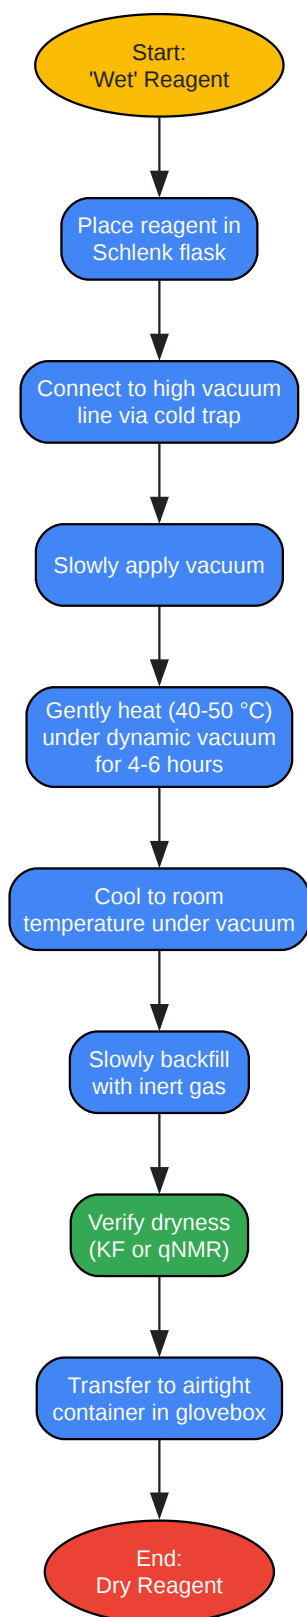 Start:
'Wet' Reagent
Place reagent in
Schlenk flask
Connect to high vacuum
line via cold trap
Slowly apply vacuum
Gently heat (40-50 °C)
under dynamic vacuum
for 4-6 hours
Cool to room
temperature under vacuum
Slowly backfill
with inert gas
Verify dryness
(KF or qNMR)
Transfer to airtight
container in glovebox
End:
Dry Reagent